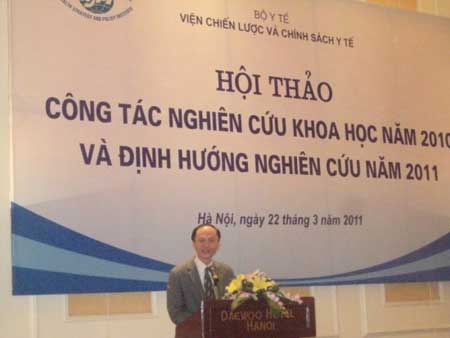 BỘ Y TẾ
VIỆN CHIẾN LƯỢC VÀ CHÍNH SÁCH Y TẾ
HỘI THẢO
CÔNG TÁC NGHIÊN CỨU KHOA HỌC NĂM 2010
VÀ ĐỊNH HƯỚNG NGHIÊN CỨU NĂM 2011
Hà Nội, ngày 22 tháng 3 năm 2011
DAEWOO HOTEL
HANOI